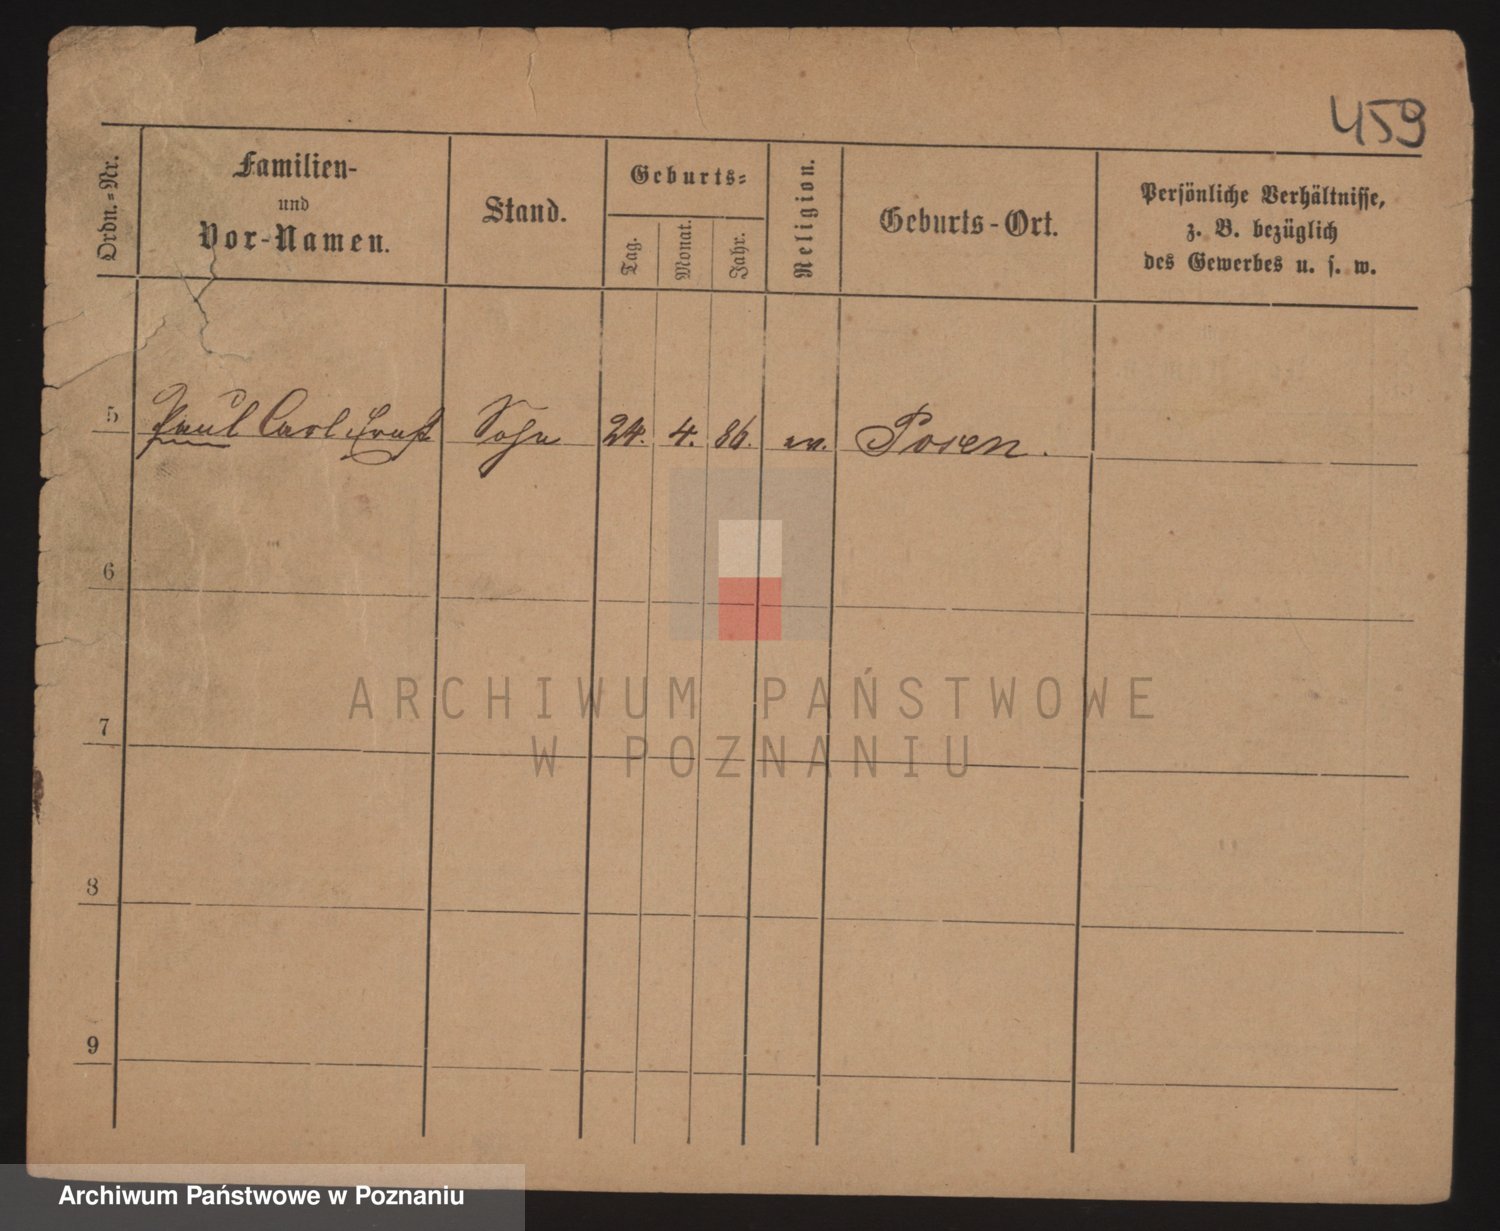 459
Ordn.-Nr.
Familien-
und
Vor-Namen.
Stand.
Geburts-
Tag.
Monat.
Jahr.
Religion.
Geburts-Ort.
Persönliche Verhältnisse,
z. B. bezüglich
des Gewerbes u. s. w.
5 Paul Carl Ernst Sohn 24. 4. 86. ev. Posen.
6
7
8
9
ARCHIWUM PAŃSTWOWE
W POZNANIU
Archiwum Państwowe w Poznaniu